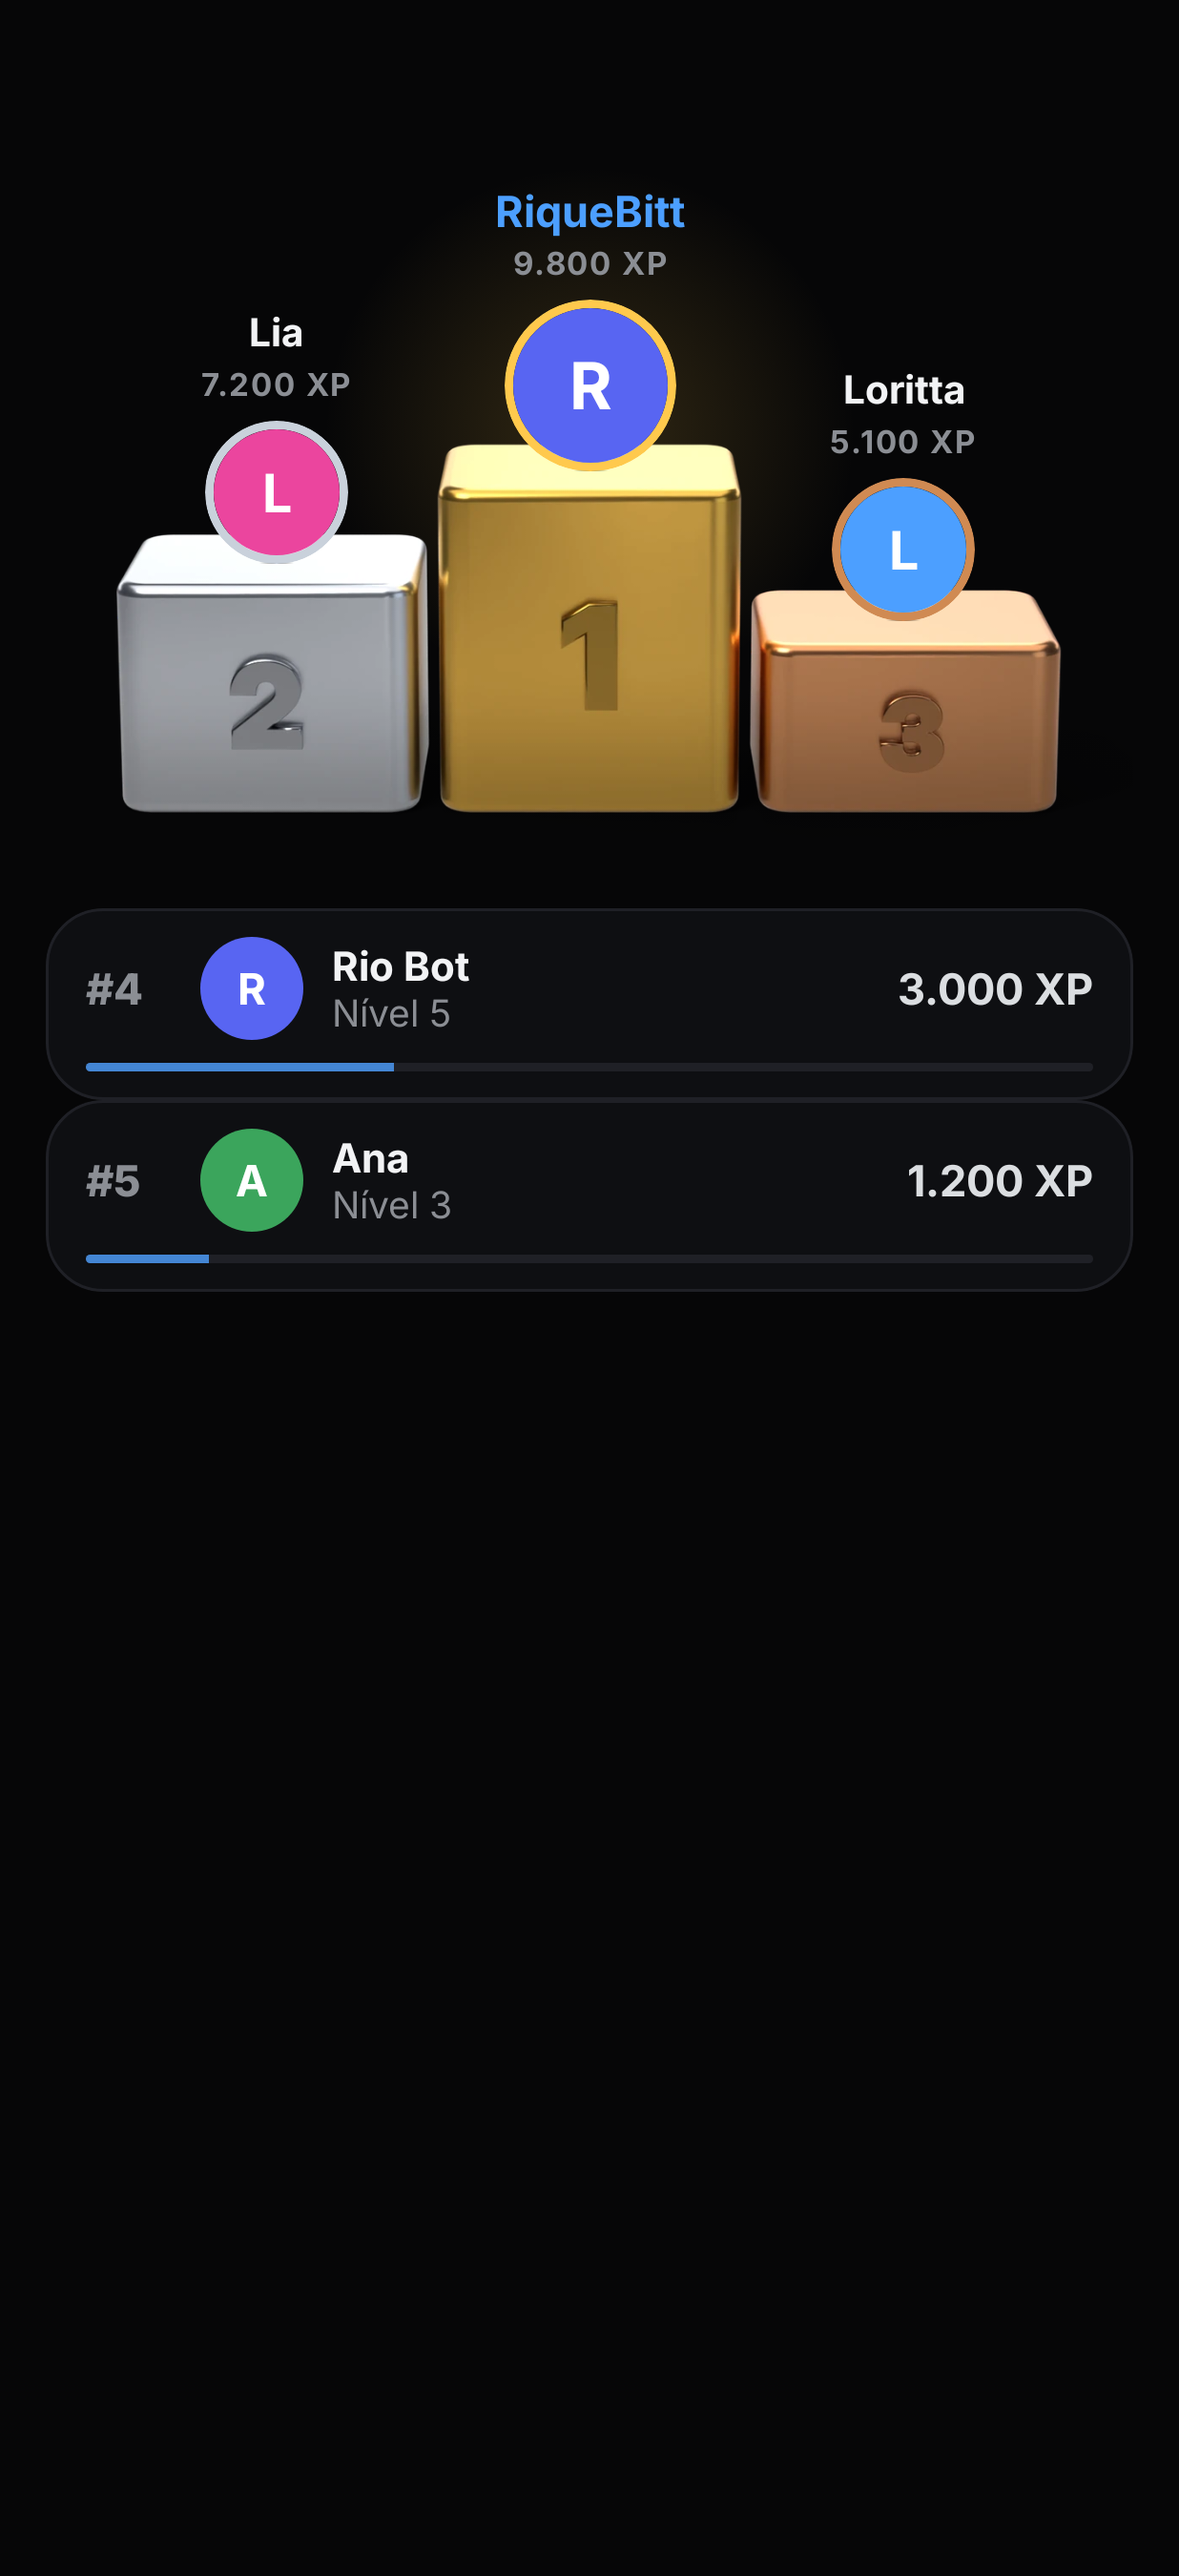 RiqueBitt
9.800 XP
R
Lia
7.200 XP
L
Loritta
5.100 XP
L
1
2
3
#4
R
Rio Bot
Nível 5
3.000 XP
#5
A
Ana
Nível 3
1.200 XP